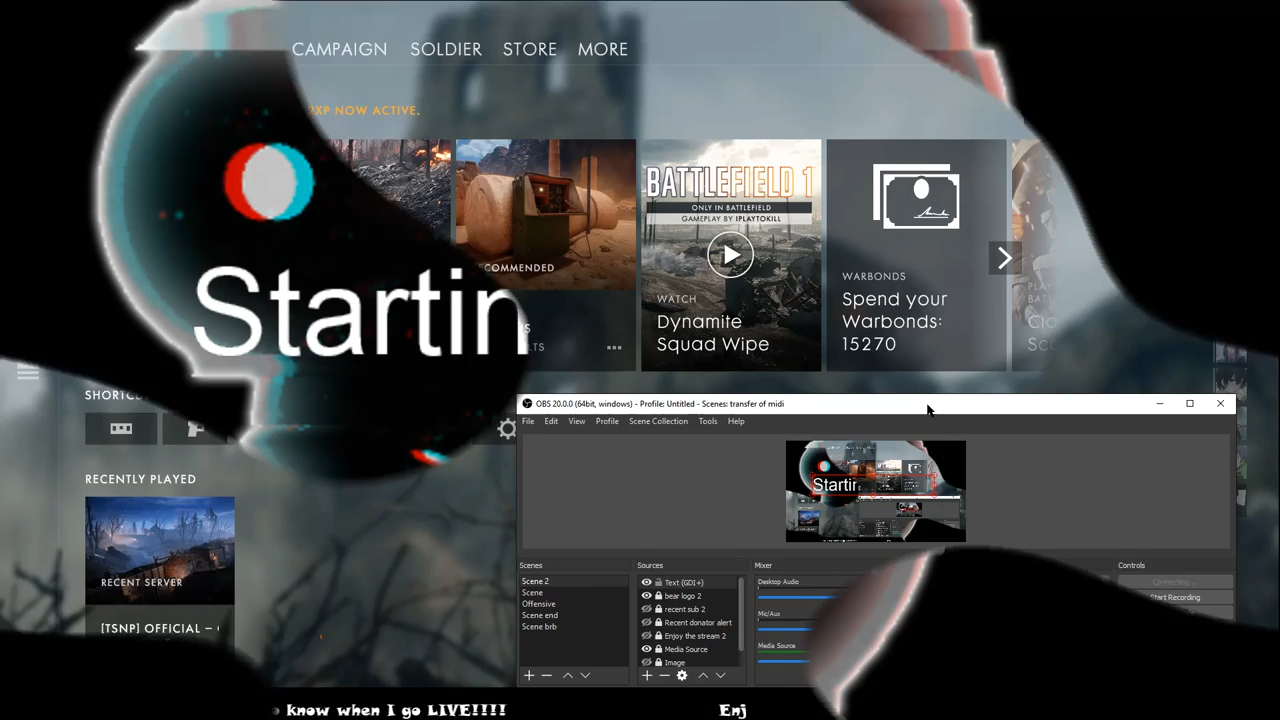 CAMPAIGN SOLDIER STORE MORE
2XP NOW ACTIVE.
BATTLEFIELD 1
ONLY IN BATTLEFIELD
GAMEPLAY BY IPLAYTOKILL
WATCH
Dynamite
Squad Wipe
WARBONDS
Spend your
Warbonds:
15270
COMMENDED
Startin
LTS
SHORTC
RECENTLY PLAYED
RECENT SERVER
[TSNP] OFFICIAL – (
OBS 20.0.0 (64bit, windows) - Profile: Untitled - Scenes: transfer of midi
File Edit View Profile Scene Collection Tools Help
Startin
Scenes
Scene 2
Scene
Offensive
Scene end
Scene brb
Sources
Text (GDI+)
bear logo 2
recent sub 2
Recent donator alert
Enjoy the stream 2
Media Source
Image
Mixer
Desktop Audio
Mic/Aux
Media Source
Controls
Connecting...
Start Recording
know when I go LIVE!!!! Enj